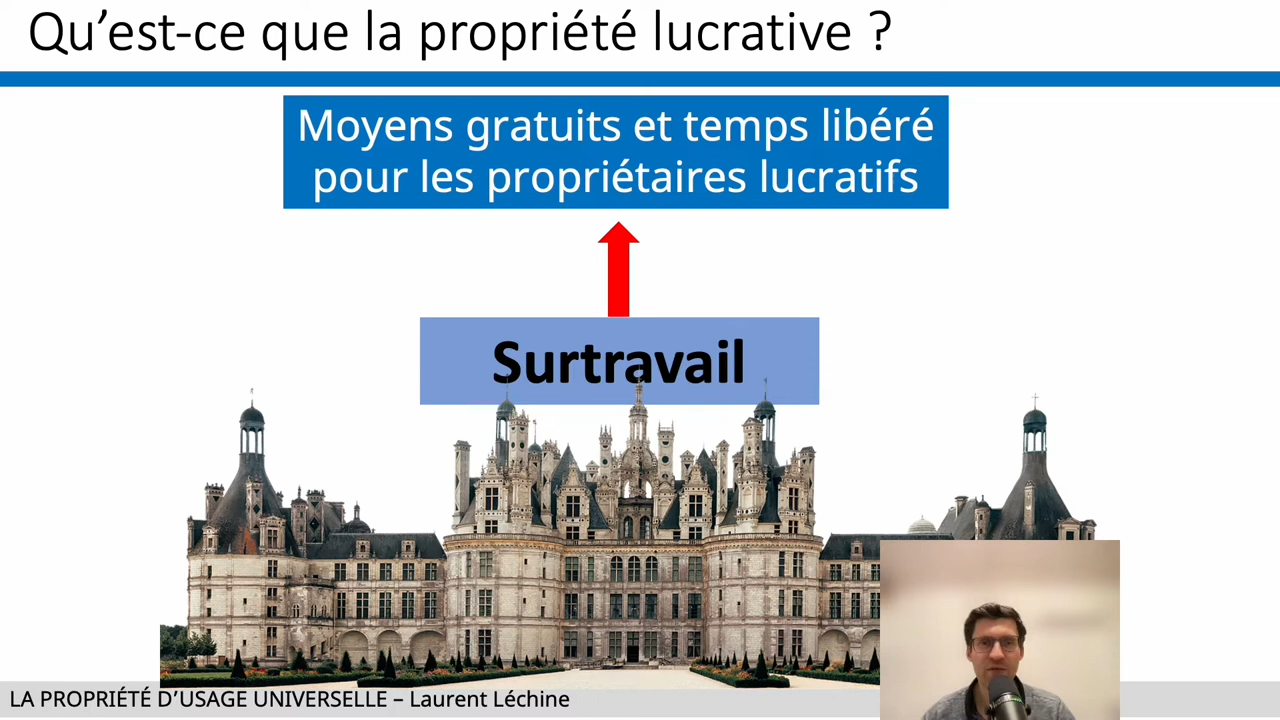 Qu’est-ce que la propriété lucrative ?
Moyens gratuits et temps libéré
pour les propriétaires lucratifs
Surtravail
LA PROPRIÉTÉ D’USAGE UNIVERSELLE – Laurent Léchine